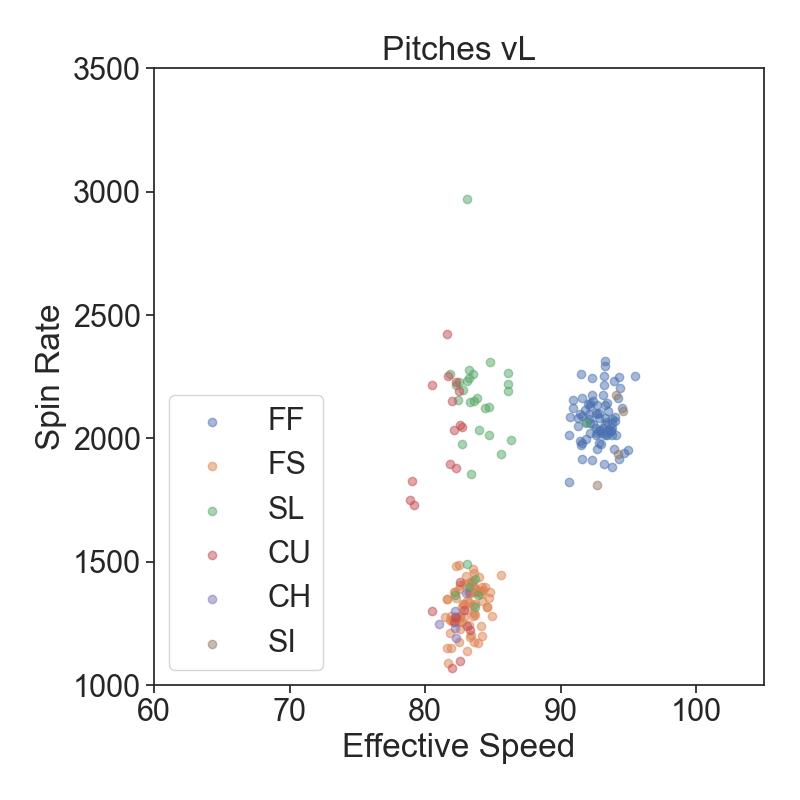 Pitches vL
3500
3000
2500
2000
1500
1000
Spin Rate
FF
FS
SL
CU
CH
SI
60 70 80 90 100
Effective Speed